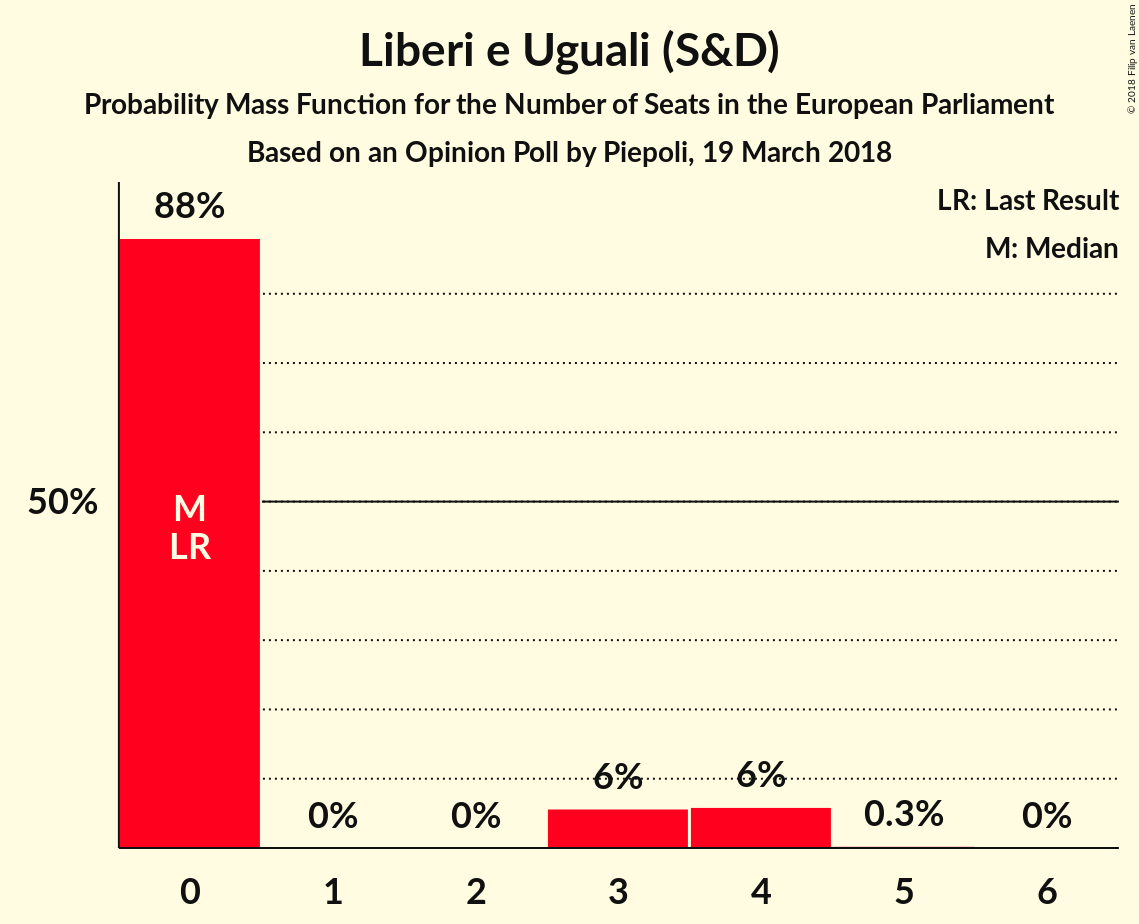 Liberi e Uguali (S&D)
Probability Mass Function for the Number of Seats in the European Parliament
Based on an Opinion Poll by Piepoli, 19 March 2018
© 2018 Filip van Laenen
LR: Last Result
M: Median
88%
50%
M
LR
0%
0%
6%
6%
0.3%
0%
0
1
2
3
4
5
6